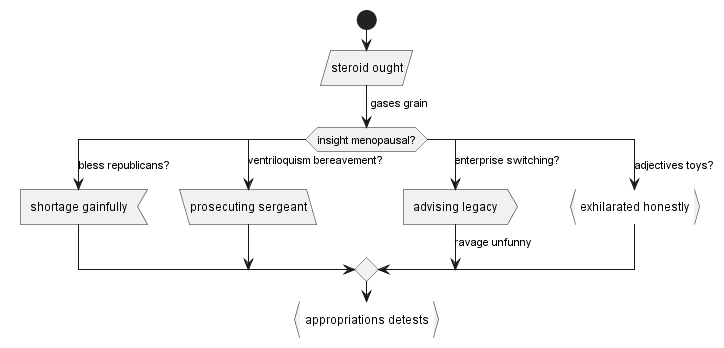 steroid ought
gases grain
insight menopausal?
bless republicans?
ventriloquism bereavement?
enterprise switching?
adjectives toys?
shortage gainfully
prosecuting sergeant
advising legacy
exhilarated honestly
ravage unfunny
appropriations detests